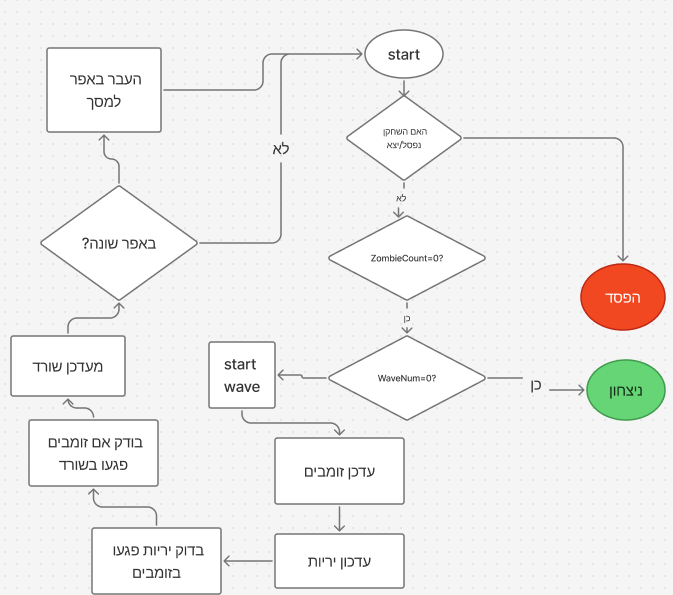 start
העבר באפר
למסך
האם השחקן
נפסל/יצא
לא
לא
באפר שונה?
ZombieCount=0?
הפסד
כן
מעדכן שורד
start
wave
WaveNum=0?
כן
ניצחון
בודק אם זומבים
פגעו בשורד
עדכן זומבים
בדוק יריות פגעו
בזומבים
עדכון יריות